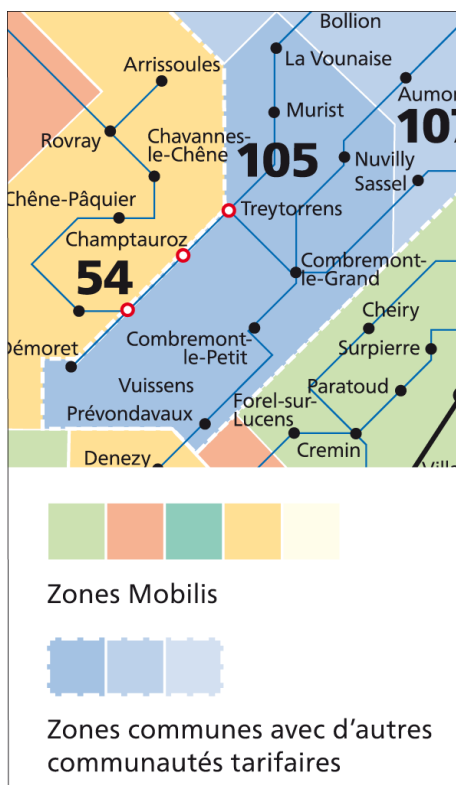 Bollion
La Vounaise
Arrissoules
Murist
Rovray
Chavannes-
le-Chêne
105
107
Nuvilly
Sassel
Chêne-Pâquier
Treytorrens
Champtauroz
54
Combremont-
le-Grand
Cheiry
Démoret
Combremont-
le-Petit
Surpierre
Vuissens
Paratoud
Prévondavaux
Forel-sur-
Lucens
Cremin
Denezy
Zones Mobilis
Zones communes avec d’autres
communautés tarifaires